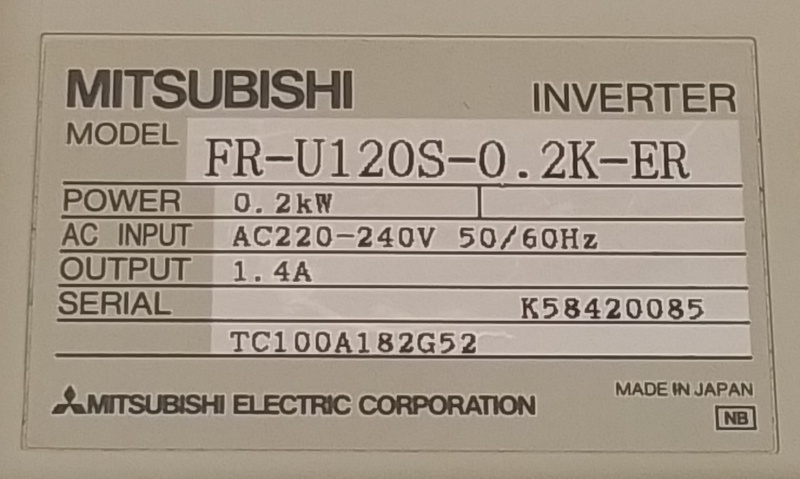 MITSUBISHI INVERTER
MODEL FR-U120S-0.2K-ER
POWER 0.2kW
AC INPUT AC220-240V 50/60Hz
OUTPUT 1.4A
SERIAL K58420085
TC100A182G52
MITSUBISHI ELECTRIC CORPORATION
MADE IN JAPAN
NB